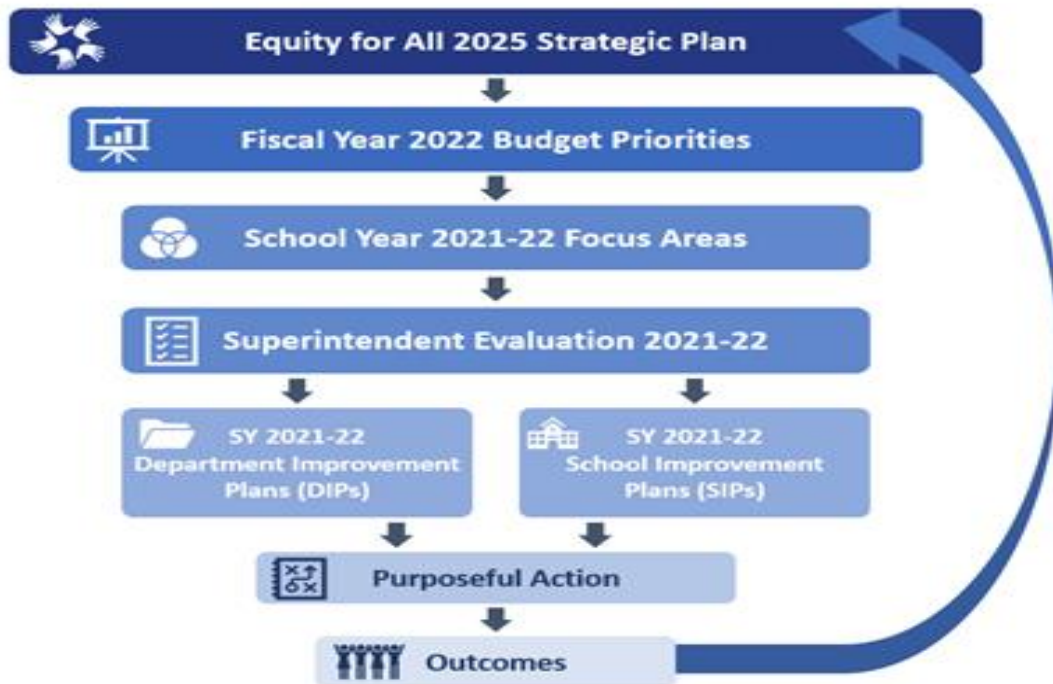 Equity for All 2025 Strategic Plan
Fiscal Year 2022 Budget Priorities
School Year 2021-22 Focus Areas
Superintendent Evaluation 2021-22
SY 2021-22
Department Improvement
Plans (DIPs)
SY 2021-22
School Improvement
Plans (SIPs)
Purposeful Action
Outcomes